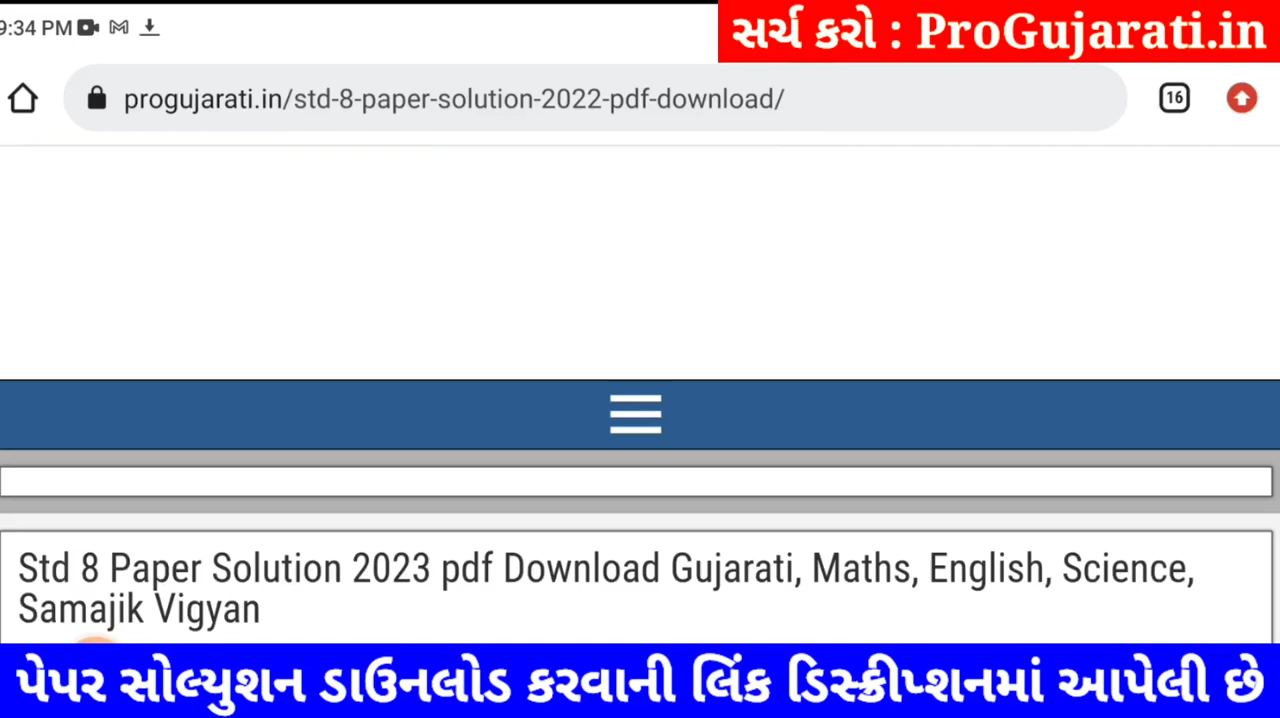 9:34 PM
સર્ચ કરો : ProGujarati.in
progujarati.in/std-8-paper-solution-2022-pdf-download/
16
Std 8 Paper Solution 2023 pdf Download Gujarati, Maths, English, Science,
Samajik Vigyan
પેપર સોલ્યુશન ડાઉનલોડ કરવાની લિંક ડિસ્ક્રીપ્શનમાં આપેલી છે